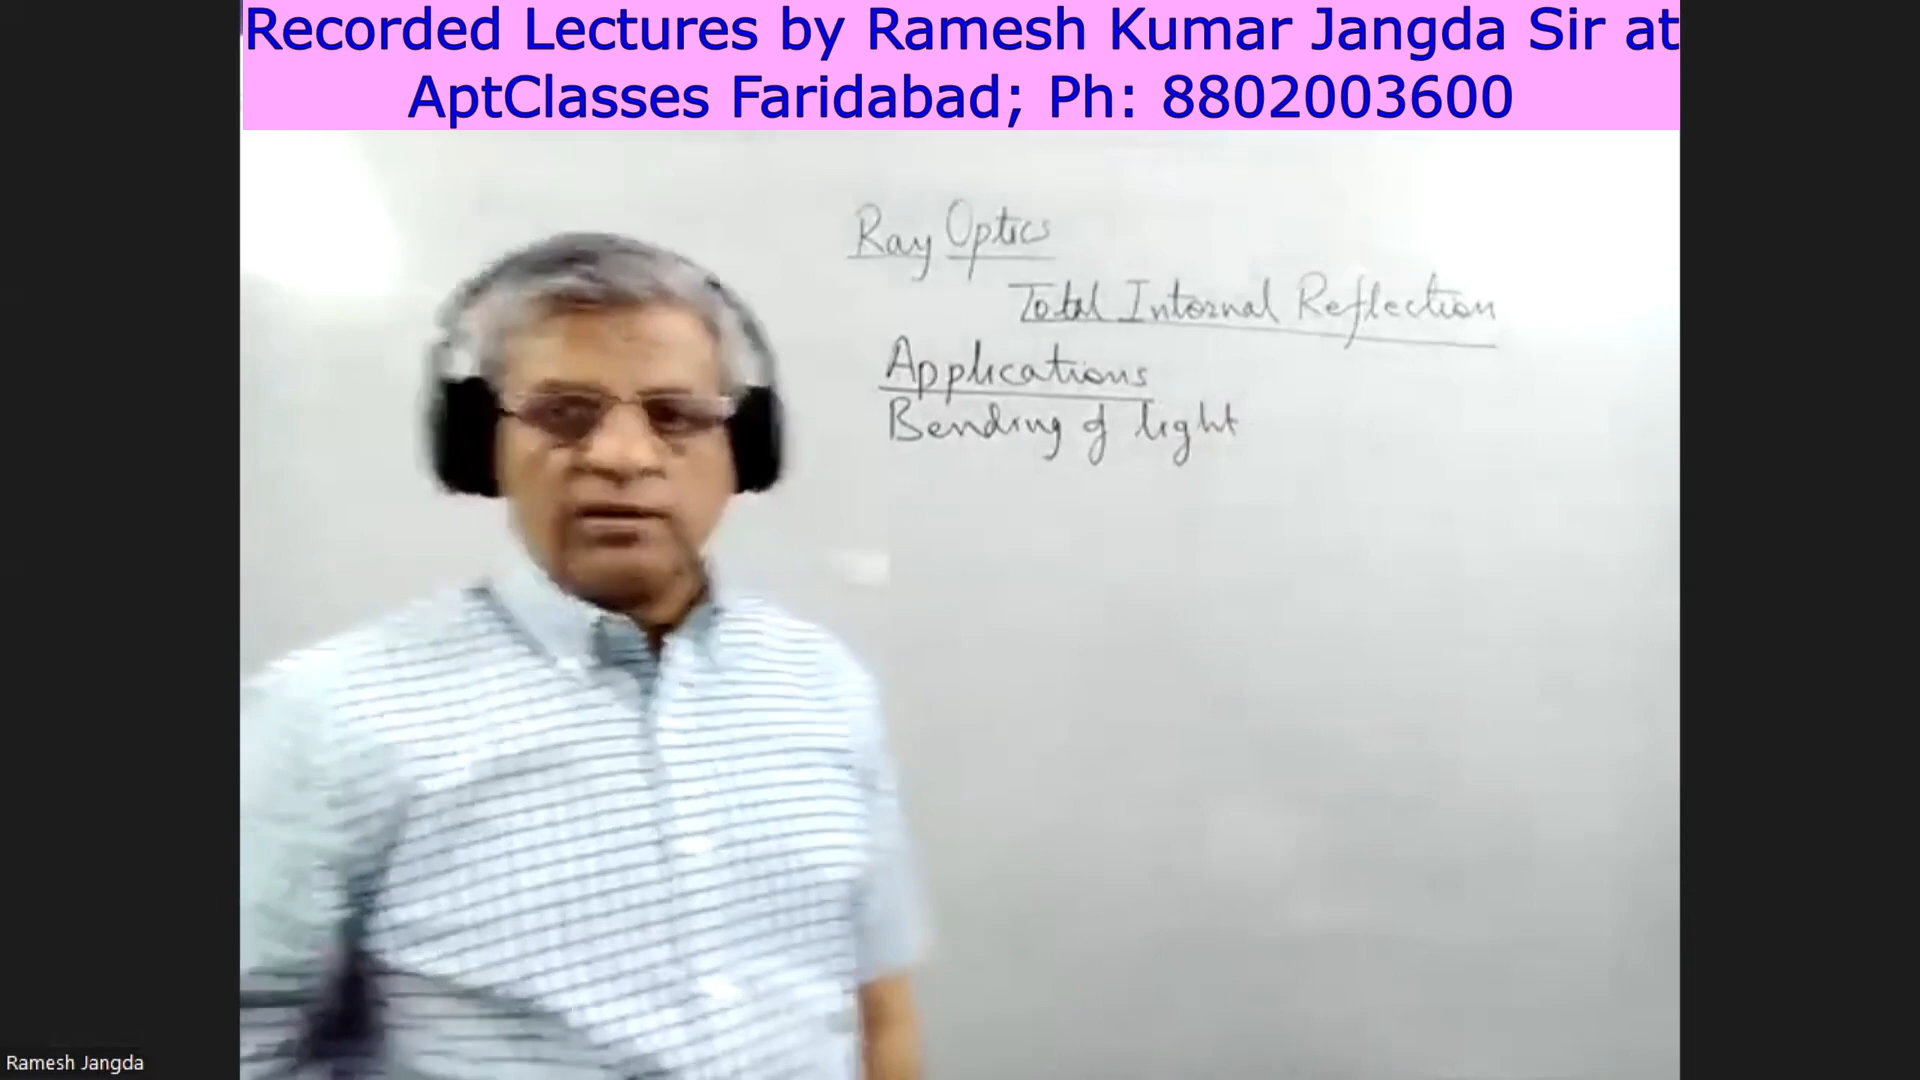 Recorded Lectures by Ramesh Kumar Jangda Sir at
AptClasses Faridabad; Ph: 8802003600
Ray Optics
Total Internal Reflection
Applications
Bending of light
Ramesh Jangda